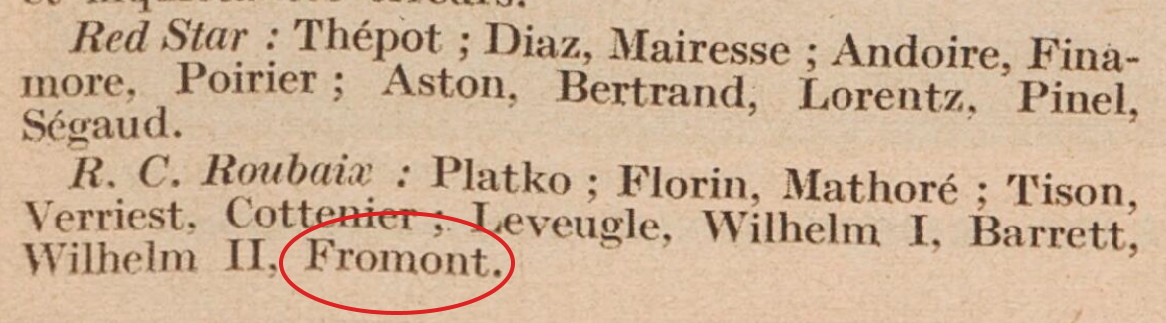 Red Star : Thépot ; Diaz, Mairesse ; Andoire, Fina-
more, Poirier ; Aston, Bertrand, Lorentz, Pinel,
Ségaud.
R. C. Roubaix : Platko ; Florin, Mathoré ; Tison,
Verriest, Cottenier ; Leveugle, Wilhelm I, Barrett,
Wilhelm II, Fromont.